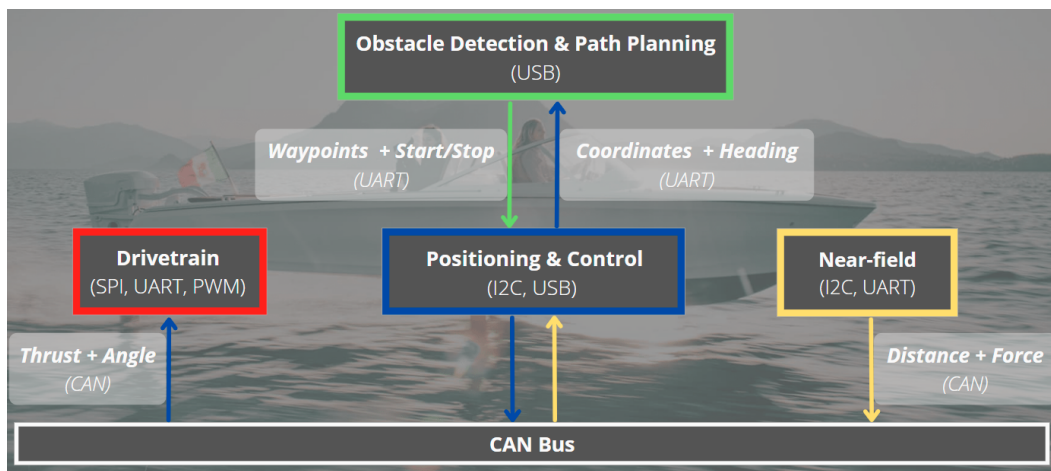 Obstacle Detection & Path Planning
(USB)
Waypoints + Start/Stop
(UART)
Coordinates + Heading
(UART)
Drivetrain
(SPI, UART, PWM)
Positioning & Control
(I2C, USB)
Near-field
(I2C, UART)
Thrust + Angle
(CAN)
Distance + Force
(CAN)
CAN Bus